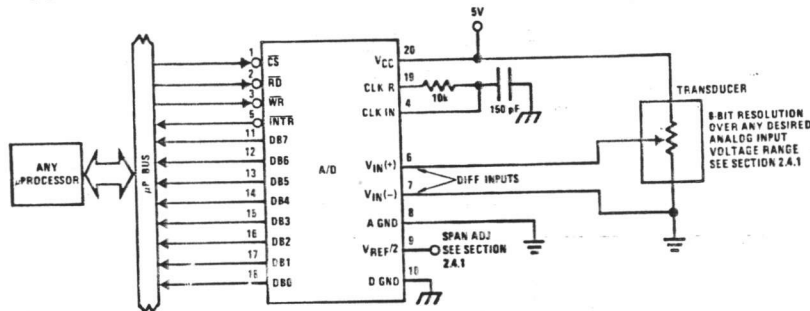 5V
1
CS
2
RD
3
WR
5
INTR
11
DB7
12
DB6
13
DB5
14
DB4
15
DB3
16
DB2
17
DB1
18
DB0
ANY
µPROCESSOR
µP BUS
A/D
20
VCC
19
CLK R
10k
150 pF
4
CLK IN
6
VIN(+)
DIFF INPUTS
7
VIN(−)
8
A GND
9
VREF/2
SPAN ADJ
SEE SECTION
2.4.1
10
D GND
TRANSDUCER
8-BIT RESOLUTION
OVER ANY DESIRED
ANALOG INPUT
VOLTAGE RANGE
SEE SECTION 2.4.1